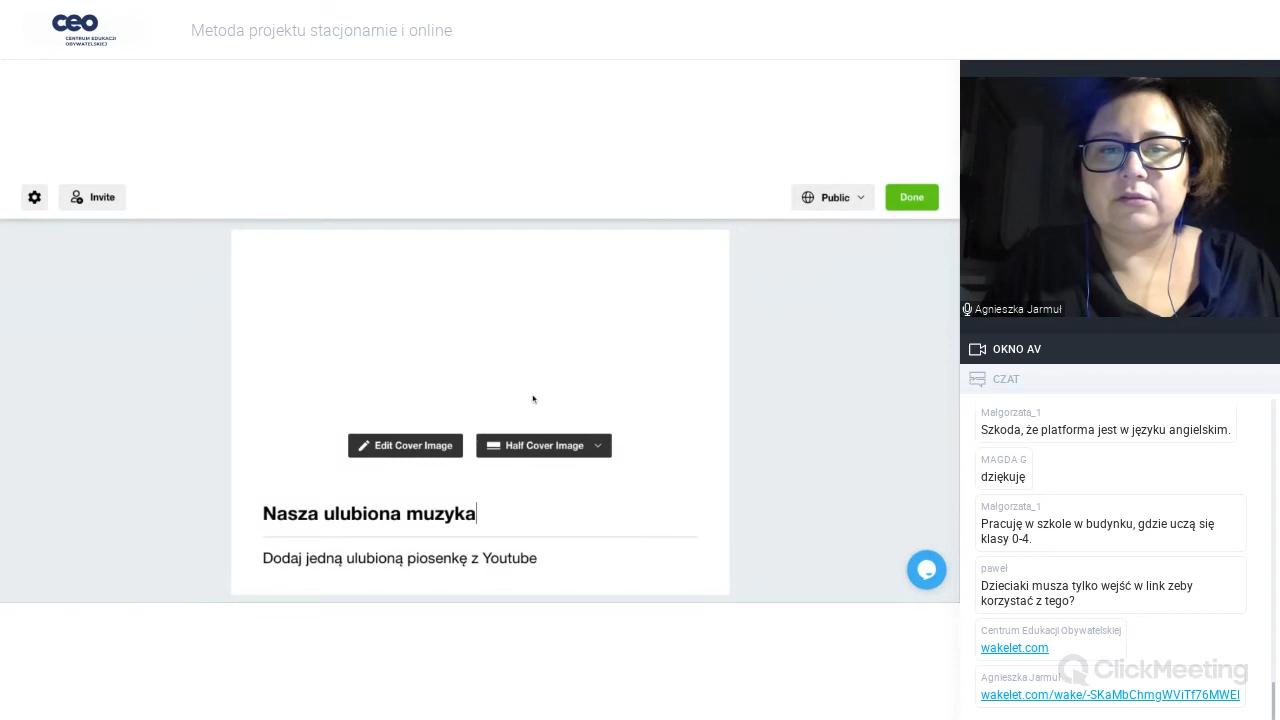 ceo
CENTRUM EDUKACJI
OBYWATELSKIEJ
Metoda projektu stacjonarnie i online
Invite
Public
Done
Edit Cover Image
Half Cover Image
Nasza ulubiona muzyka
Dodaj jedną ulubioną piosenkę z Youtube
Agnieszka Jarmuł
OKNO AV
CZAT
Małgorzata_1
Szkoda, że platforma jest w języku angielskim.
MAGDA G
dziękuję
Małgorzata_1
Pracuję w szkole w budynku, gdzie uczą się
klasy 0-4.
paweł
Dzieciaki musza tylko wejść w link zeby
korzystać z tego?
Centrum Edukacji Obywatelskiej
wakelet.com
ClickMeeting
Agnieszka Jarmuł
wakelet.com/wake/-SKaMbChmgWViTf76MWEl